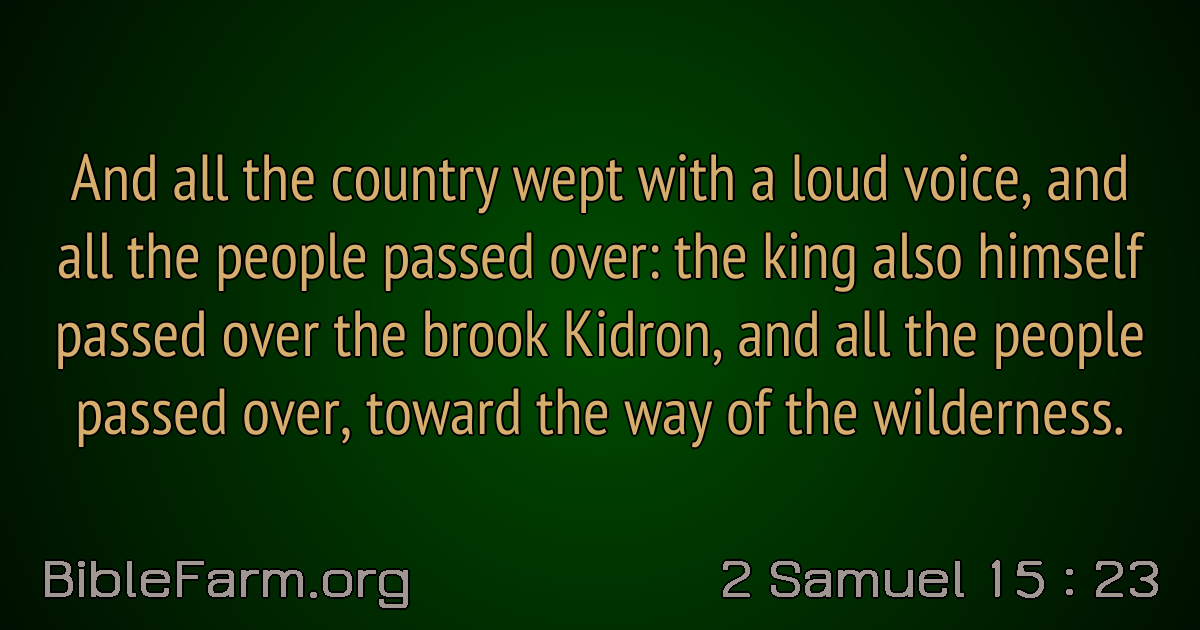 And all the country wept with a loud voice, and
all the people passed over: the king also himself
passed over the brook Kidron, and all the people
passed over, toward the way of the wilderness.
BibleFarm.org
2 Samuel 15 : 23